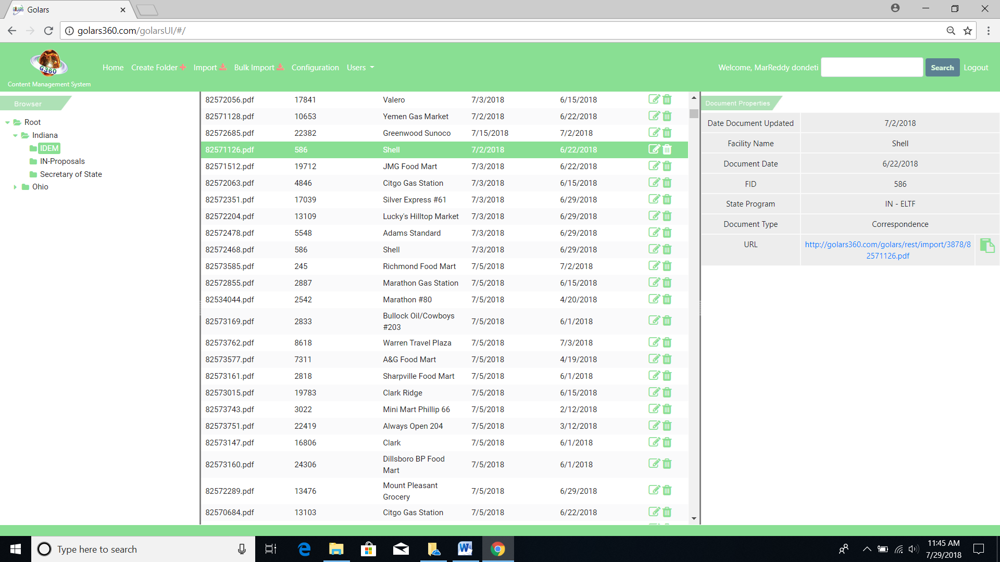 Golars
golars360.com/golarsUI/#/
G360
Content Management System
Home Create Folder Import Bulk Import Configuration Users
Welcome, MarReddy dondeti Search Logout
Browser
Root
Indiana
IDEM
IN-Proposals
Secretary of State
Ohio
82572056.pdf 17841 Valero 7/3/2018 6/15/2018
82571128.pdf 10653 Yemen Gas Market 7/2/2018 6/22/2018
82572685.pdf 22382 Greenwood Sunoco 7/15/2018 7/2/2018
82571126.pdf 586 Shell 7/2/2018 6/22/2018
82571512.pdf 19712 JMG Food Mart 7/3/2018 6/22/2018
82572063.pdf 4846 Citgo Gas Station 7/3/2018 6/15/2018
82572351.pdf 17039 Silver Express #61 7/3/2018 6/29/2018
82572204.pdf 13109 Lucky's Hilltop Market 7/3/2018 6/29/2018
82572478.pdf 5548 Adams Standard 7/3/2018 6/29/2018
82572468.pdf 586 Shell 7/3/2018 6/29/2018
82573585.pdf 245 Richmond Food Mart 7/5/2018 7/2/2018
82572855.pdf 2887 Marathon Gas Station 7/5/2018 6/15/2018
82534044.pdf 2542 Marathon #80 7/5/2018 4/20/2018
82573169.pdf 2833 Bullock Oil/Cowboys #203 7/5/2018 6/1/2018
82573762.pdf 8618 Warren Travel Plaza 7/5/2018 7/3/2018
82573577.pdf 7311 A&G Food Mart 7/5/2018 4/19/2018
82573161.pdf 2818 Sharpville Food Mart 7/5/2018 6/1/2018
82573015.pdf 19783 Clark Ridge 7/5/2018 6/15/2018
82573743.pdf 3022 Mini Mart Phillip 66 7/5/2018 2/12/2018
82573751.pdf 22419 Always Open 204 7/5/2018 3/12/2018
82573147.pdf 16806 Clark 7/5/2018 6/1/2018
82573160.pdf 24306 Dillsboro BP Food Mart 7/5/2018 6/1/2018
82572289.pdf 13476 Mount Pleasant Grocery 7/5/2018 6/29/2018
82570684.pdf 13103 Citgo Gas Station 7/5/2018 6/22/2018
Document Properties
Date Document Updated 7/2/2018
Facility Name Shell
Document Date 6/22/2018
FID 586
State Program IN - ELTF
Document Type Correspondence
URL http://golars360.com/golars/rest/import/3878/8
2571126.pdf
Type here to search
11:45 AM
7/29/2018